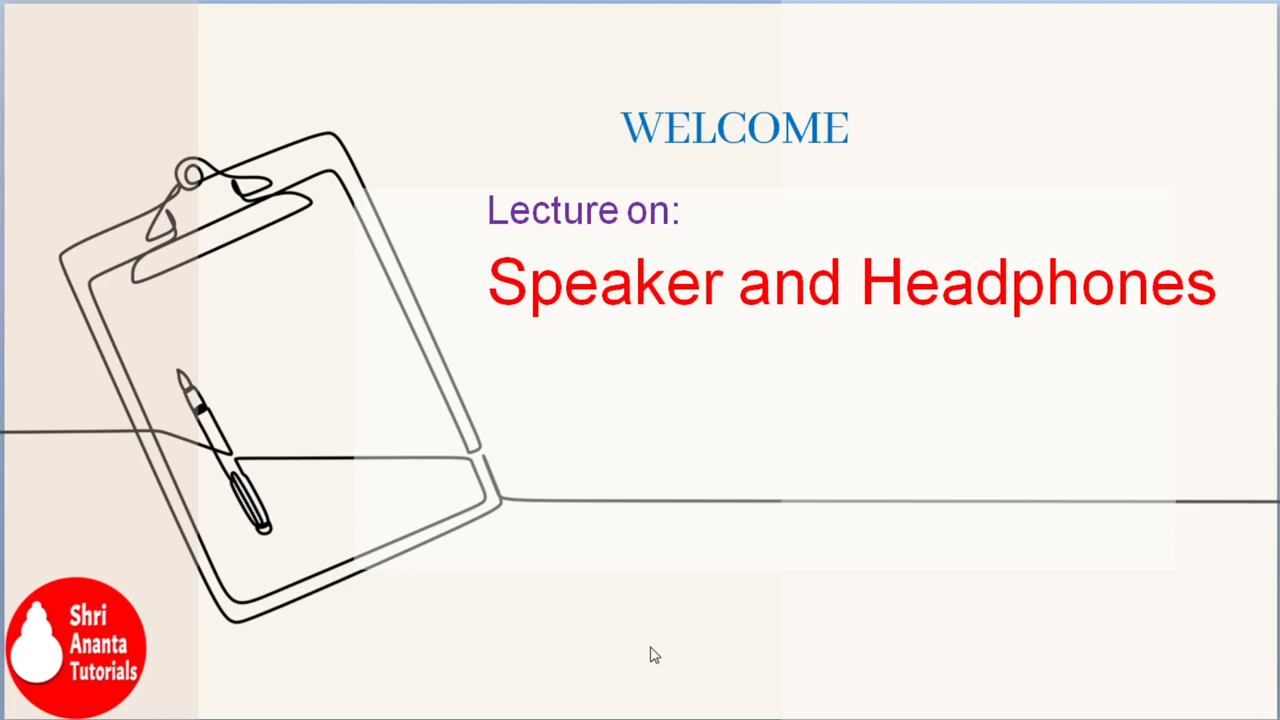 WELCOME
Lecture on:
Speaker and Headphones
Shri
Ananta
Tutorials